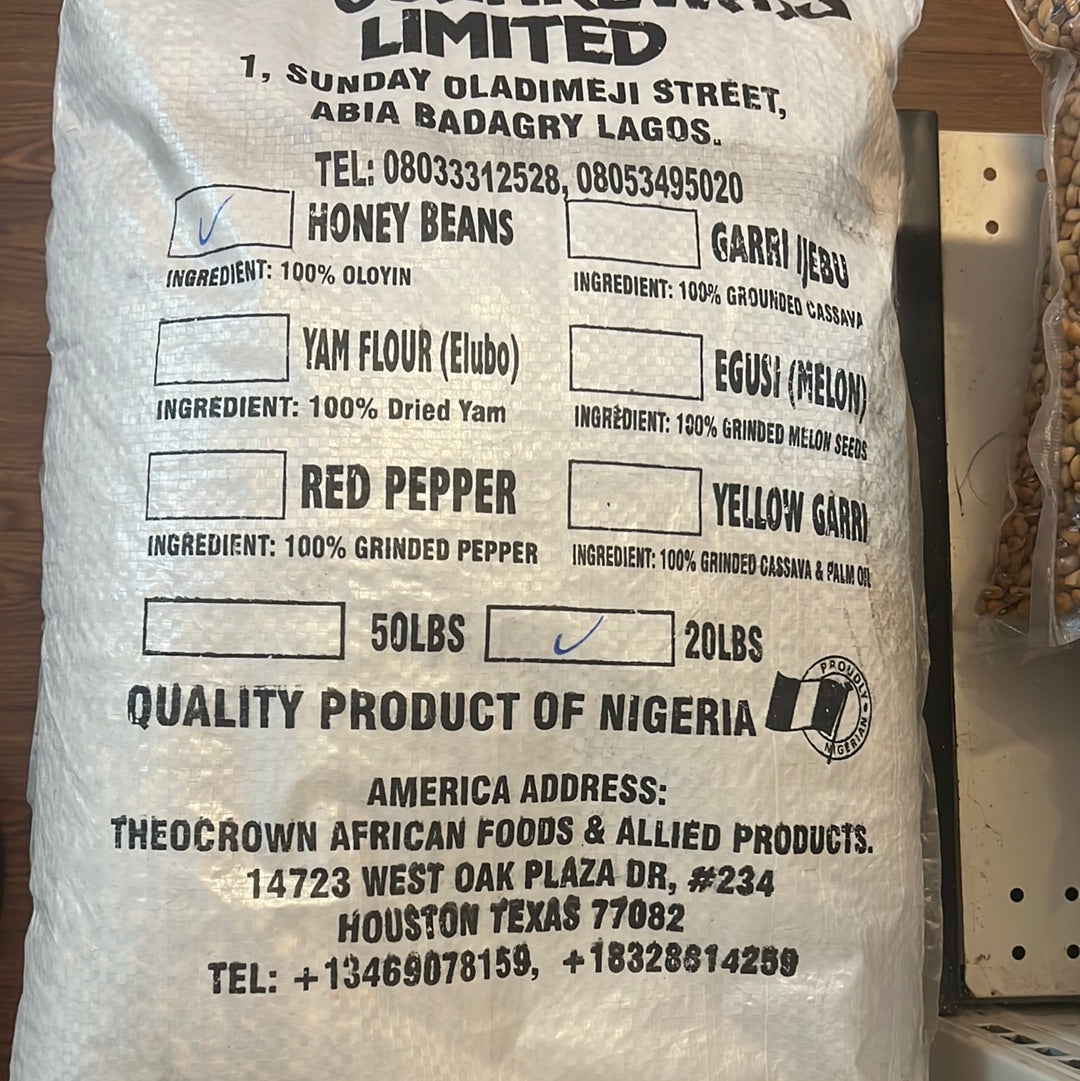 LIMITED
1, SUNDAY OLADIMEJI STREET,
ABIA BADAGRY LAGOS.
TEL: 08033312528, 08053495020
HONEY BEANS
INGREDIENT: 100% OLOYIN
GARRI IJEBU
INGREDIENT: 100% GROUNDED CASSAVA
YAM FLOUR (Elubo)
INGREDIENT: 100% Dried Yam
EGUSI (MELON)
INGREDIENT: 100% GRINDED MELON SEEDS
RED PEPPER
INGREDIENT: 100% GRINDED PEPPER
YELLOW GARRI
INGREDIENT: 100% GRINDED CASSAVA & PALM OIL
50LBS
20LBS
QUALITY PRODUCT OF NIGERIA
PROUDLY
NIGERIAN
AMERICA ADDRESS:
THEOCROWN AFRICAN FOODS & ALLIED PRODUCTS.
14723 WEST OAK PLAZA DR, #234
HOUSTON TEXAS 77082
TEL: +13469078159, +18328614259